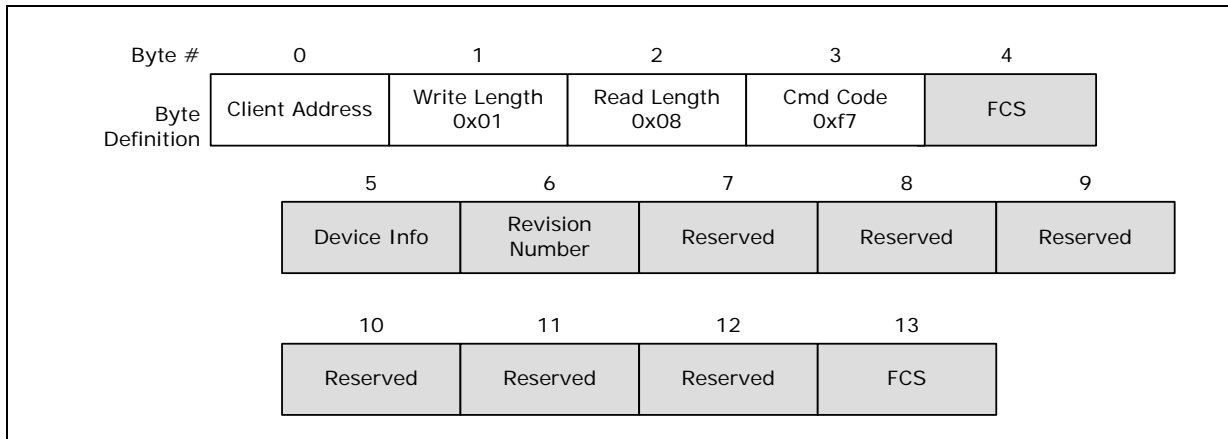 Byte # 0 1 2 3 4
Byte
Definition
Client Address
Write Length
0x01
Read Length
0x08
Cmd Code
0xf7
FCS
5 6 7 8 9
Device Info
Revision
Number
Reserved
Reserved
Reserved
10 11 12 13
Reserved
Reserved
Reserved
FCS